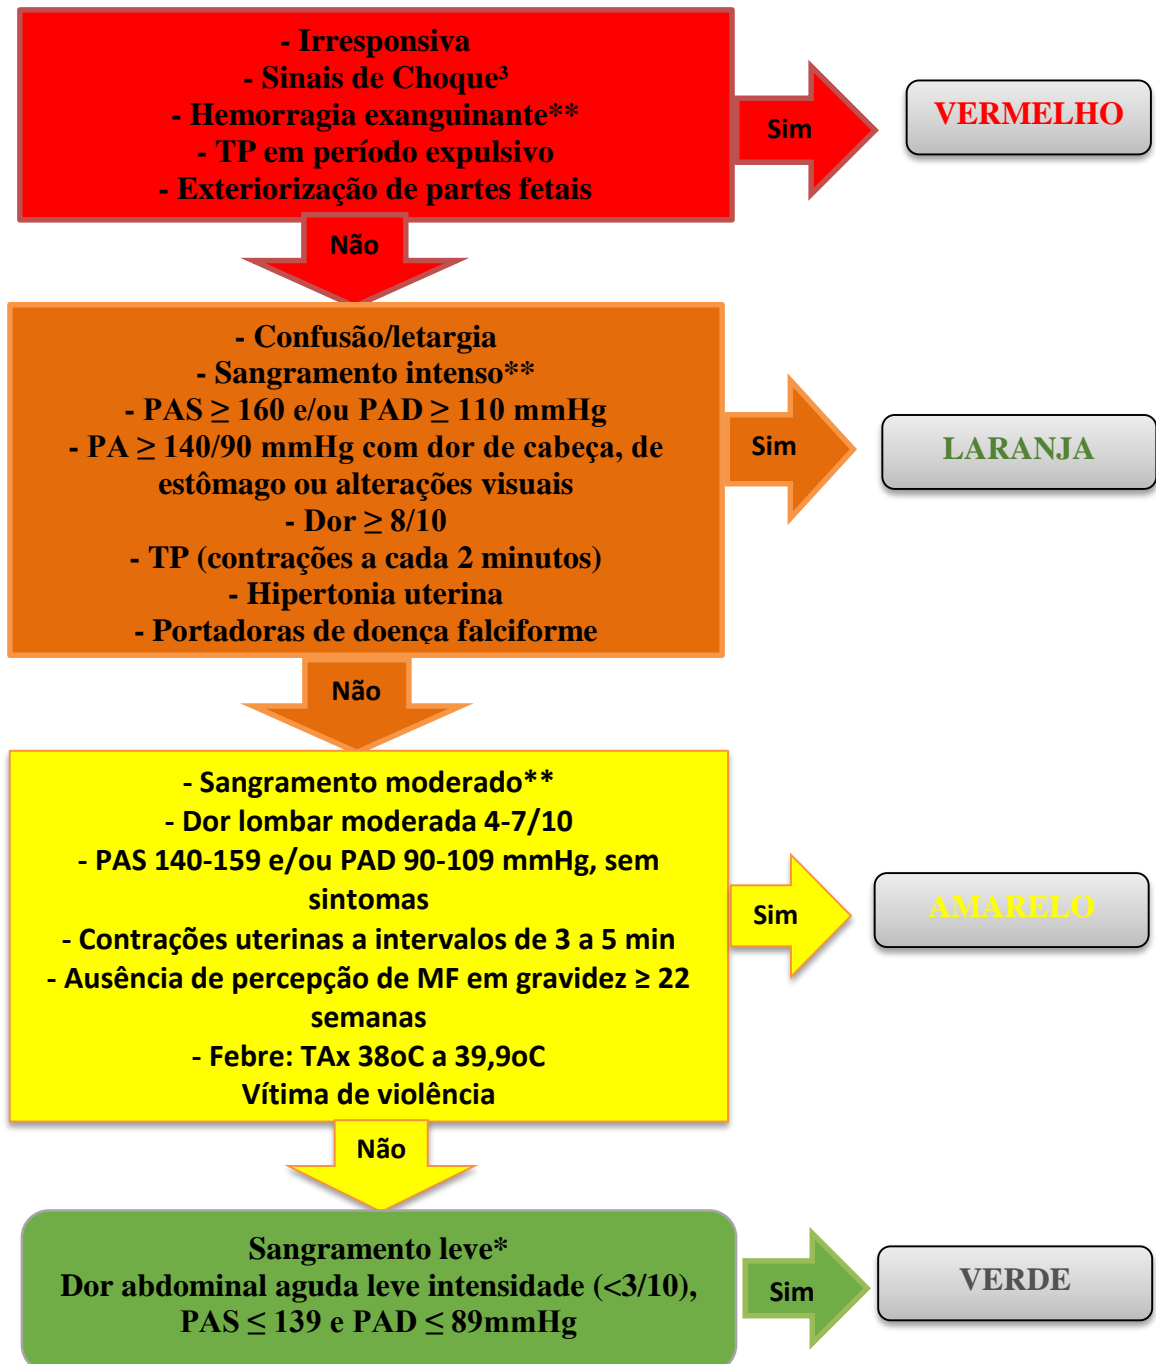 - Irresponsiva
- Sinais de Choque³
- Hemorragia exanguinante**
- TP em período expulsivo
- Exteriorização de partes fetais
Sim
VERMELHO
Não
- Confusão/letargia
- Sangramento intenso**
- PAS ≥ 160 e/ou PAD ≥ 110 mmHg
- PA ≥ 140/90 mmHg com dor de cabeça, de
estômago ou alterações visuais
- Dor ≥ 8/10
- TP (contrações a cada 2 minutos)
- Hipertonia uterina
- Portadoras de doença falciforme
Sim
LARANJA
Não
- Sangramento moderado**
- Dor lombar moderada 4-7/10
- PAS 140-159 e/ou PAD 90-109 mmHg, sem
sintomas
- Contrações uterinas a intervalos de 3 a 5 min
- Ausência de percepção de MF em gravidez ≥ 22
semanas
- Febre: TAx 38oC a 39,9oC
Vítima de violência
Sim
AMARELO
Não
Sangramento leve*
Dor abdominal aguda leve intensidade (<3/10),
PAS ≤ 139 e PAD ≤ 89mmHg
Sim
VERDE